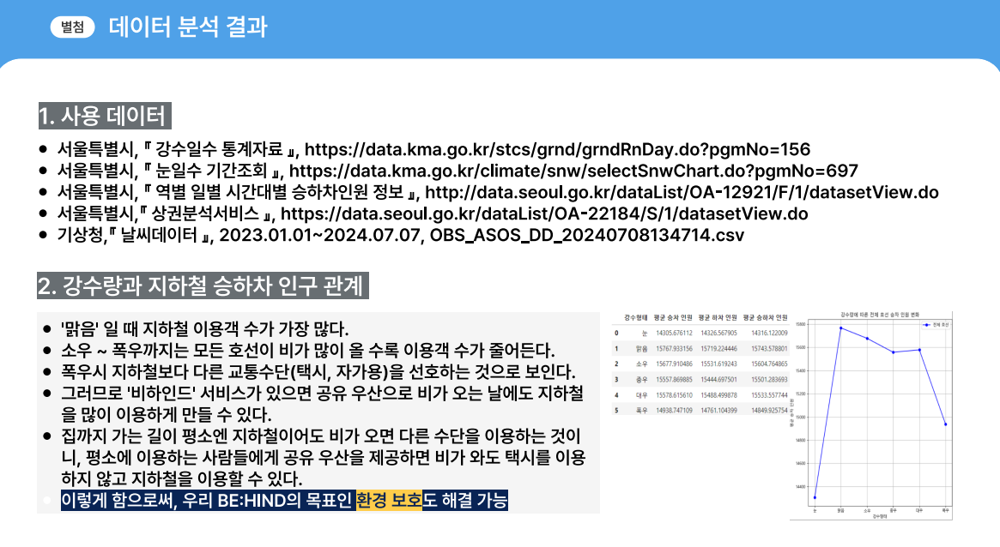 별첨 데이터 분석 결과
1. 사용 데이터
● 서울특별시, 『 강수일수 통계자료 』, https://data.kma.go.kr/stcs/grnd/grndRnDay.do?pgmNo=156
● 서울특별시, 『 눈일수 기간조회 』, https://data.kma.go.kr/climate/snw/selectSnwChart.do?pgmNo=697
● 서울특별시, 『 역별 일별 시간대별 승하차인원 정보 』, http://data.seoul.go.kr/dataList/OA-12921/F/1/datasetView.do
● 서울특별시,『 상권분석서비스 』, https://data.seoul.go.kr/dataList/OA-22184/S/1/datasetView.do
● 기상청,『 날씨데이터 』, 2023.01.01~2024.07.07, OBS_ASOS_DD_20240708134714.csv
2. 강수량과 지하철 승하차 인구 관계
● '맑음' 일 때 지하철 이용객 수가 가장 많다.
● 소우 ~ 폭우까지는 모든 호선이 비가 많이 올 수록 이용객 수가 줄어든다.
● 폭우시 지하철보다 다른 교통수단(택시, 자가용)을 선호하는 것으로 보인다.
● 그러므로 '비하인드' 서비스가 있으면 공유 우산으로 비가 오는 날에도 지하철
을 많이 이용하게 만들 수 있다.
● 집까지 가는 길이 평소엔 지하철이어도 비가 오면 다른 수단을 이용하는 것이
니, 평소에 이용하는 사람들에게 공유 우산을 제공하면 비가 와도 택시를 이용
하지 않고 지하철을 이용할 수 있다.
● 이렇게 함으로써, 우리 BE:HIND의 목표인 환경 보호도 해결 가능
강수형태 평균 승차 인원 평균 하차 인원 평균 승하차 인원
0 눈 14305.676112 14326.567905 14316.122009
1 맑음 15767.933156 15719.224446 15743.578801
2 소우 15677.910486 15531.619243 15604.764865
3 중우 15557.869885 15444.697501 15501.283693
4 대우 15578.615610 15488.499878 15533.557744
5 폭우 14938.747109 14761.104399 14849.925754
강수량에 따른 전체 호선 승차 인원 변화
전체 호선
15800
15600
15400
15200
15000
14800
14600
14400
평균 승차 인원
눈 맑음 소우 중우 대우 폭우
강수형태